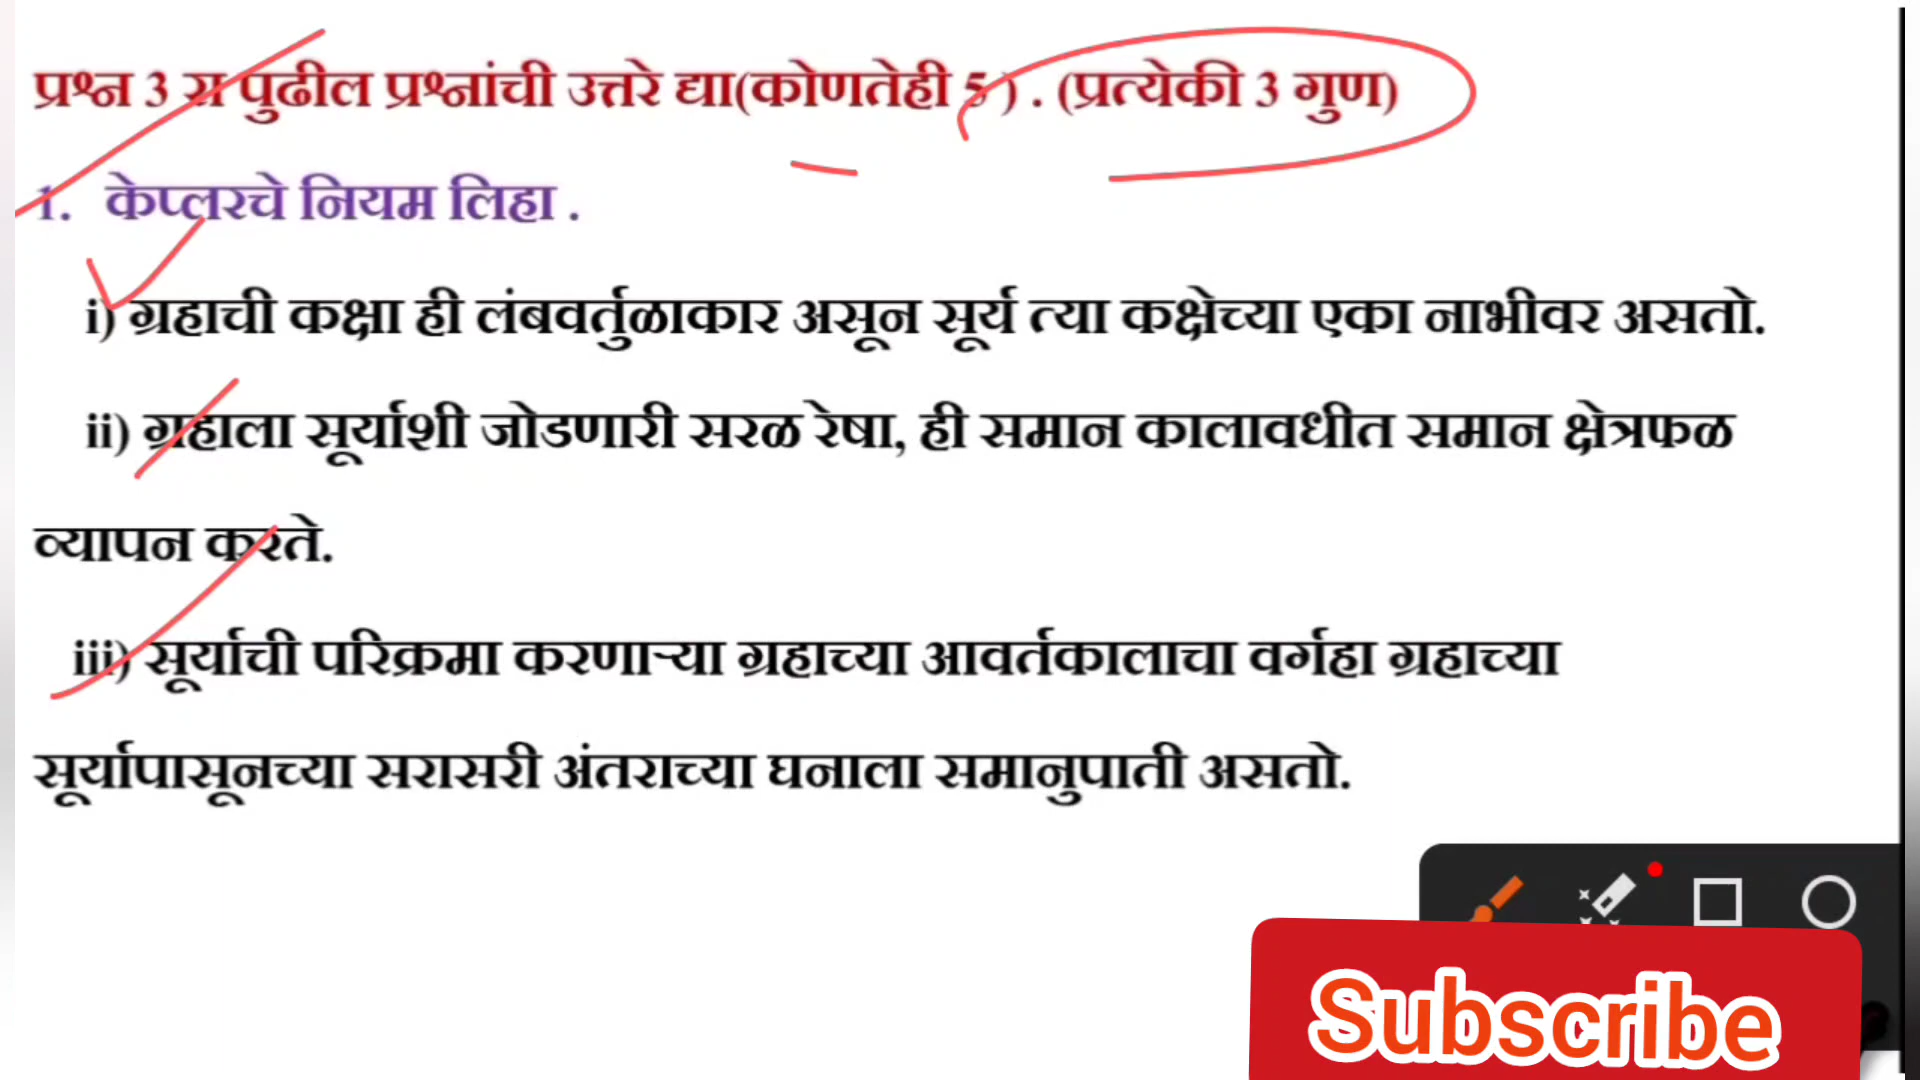 प्रश्न 3 रा पुढील प्रश्नांची उत्तरे द्या(कोणतेही 5 ) . (प्रत्येकी 3 गुण)
1. केप्लरचे नियम लिहा .
i) ग्रहाची कक्षा ही लंबवर्तुळाकार असून सूर्य त्या कक्षेच्या एका नाभीवर असतो.
ii) ग्रहाला सूर्याशी जोडणारी सरळ रेषा, ही समान कालावधीत समान क्षेत्रफळ
व्यापन करते.
iii) सूर्याची परिक्रमा करणाऱ्या ग्रहाच्या आवर्तकालाचा वर्गहा ग्रहाच्या
सूर्यापासूनच्या सरासरी अंतराच्या घनाला समानुपाती असतो.
Subscribe